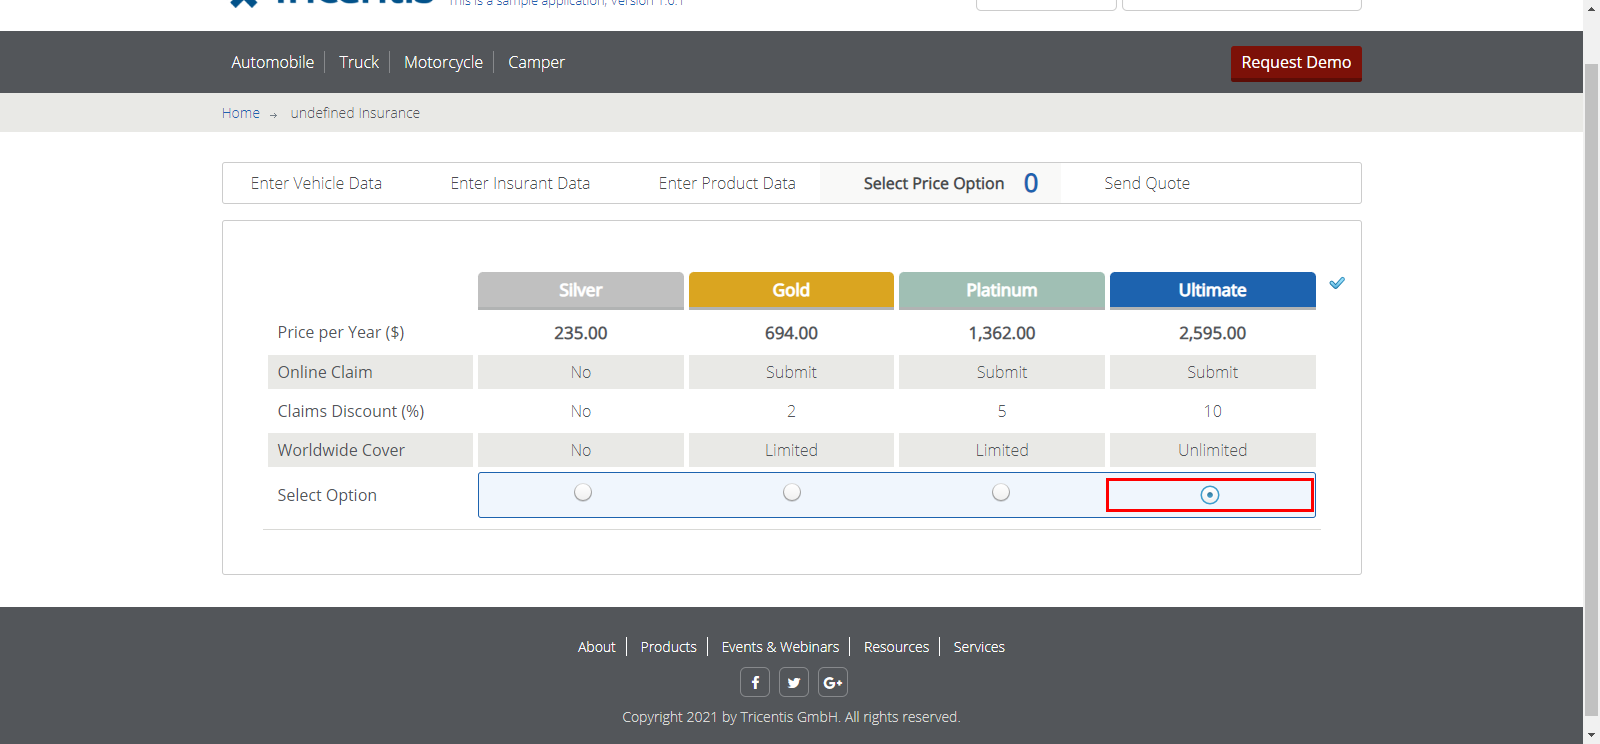 Tricentis This is a sample application, Version 1.0.1
Automobile Truck Motorcycle Camper Request Demo
Home → undefined Insurance
Enter Vehicle Data Enter Insurant Data Enter Product Data Select Price Option 0 Send Quote
Silver Gold Platinum Ultimate
Price per Year ($) 235.00 694.00 1,362.00 2,595.00
Online Claim No Submit Submit Submit
Claims Discount (%) No 2 5 10
Worldwide Cover No Limited Limited Unlimited
Select Option
About Products Events & Webinars Resources Services
f G+
Copyright 2021 by Tricentis GmbH. All rights reserved.